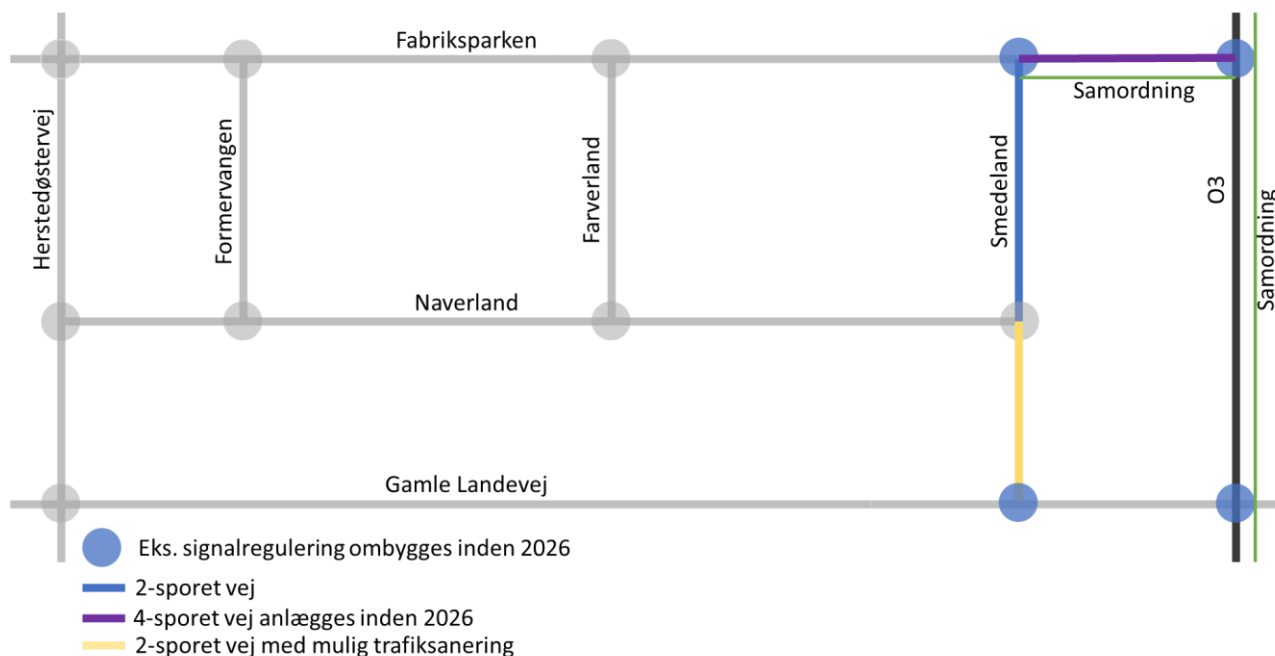 Fabriksparken
Samordning
Herstedøstervej
Formervangen
Farverland
Smedeland
O3
Samordning
Naverland
Gamle Landevej
Eks. signalregulering ombygges inden 2026
2-sporet vej
4-sporet vej anlægges inden 2026
2-sporet vej med mulig trafiksanering